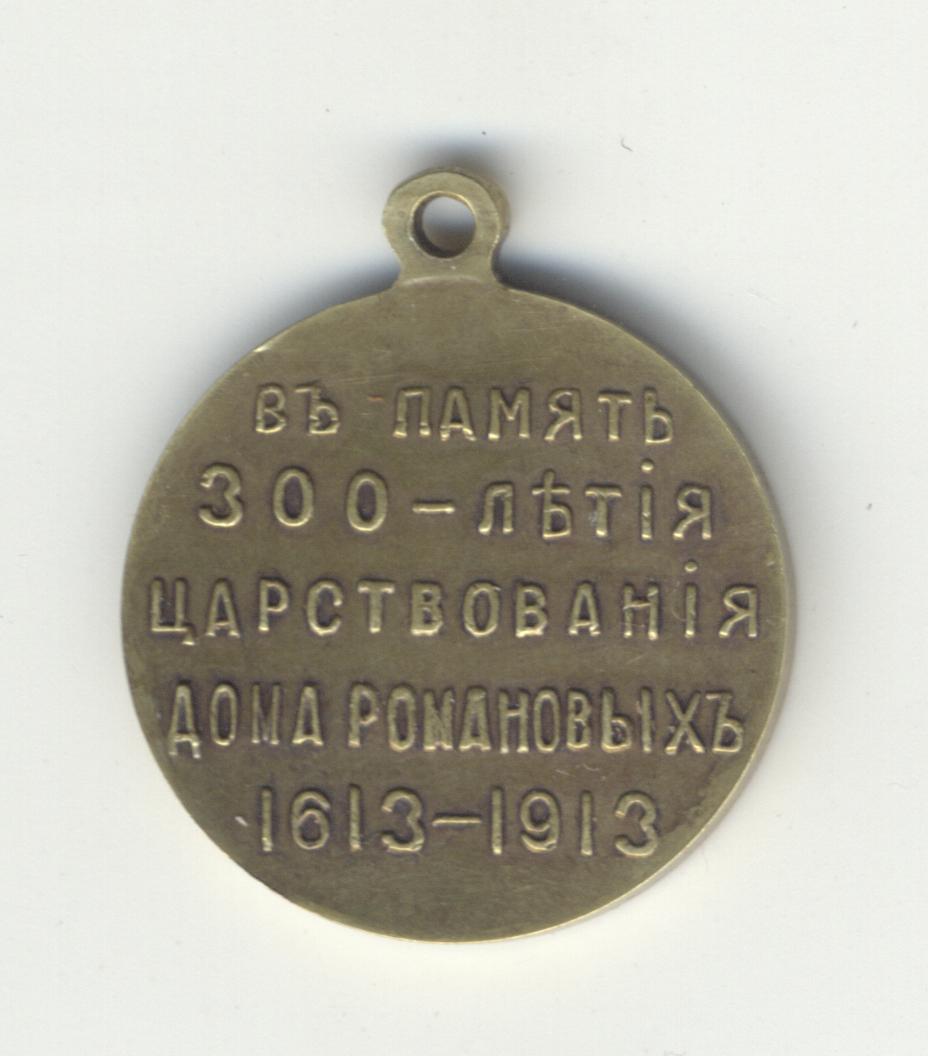 ВЪ ПАМЯТЬ
300-ЛѢТІЯ
ЦАРСТВОВАНІЯ
ДОМА РОМАНОВЫХЪ
1613-1913